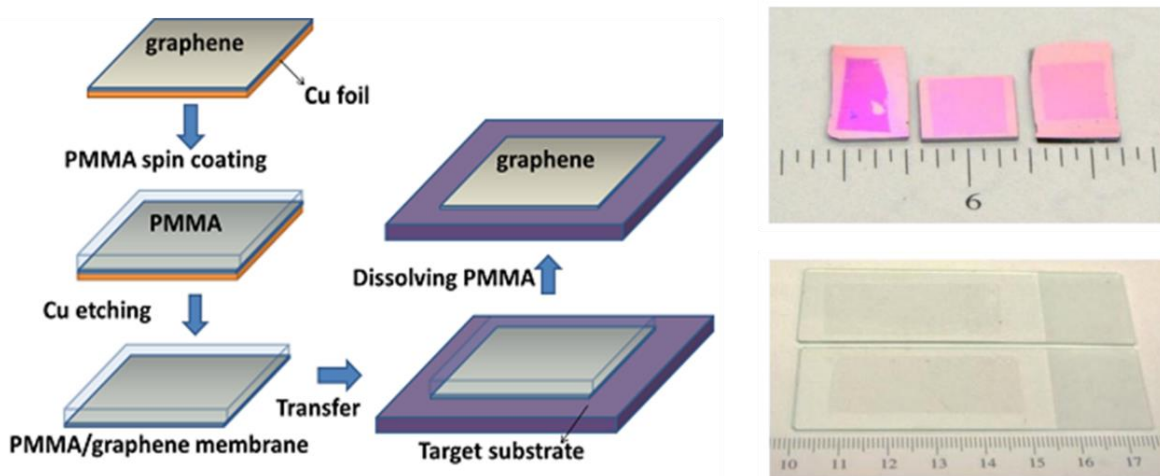 graphene
Cu foil
PMMA spin coating
PMMA
Cu etching
PMMA/graphene membrane
Transfer
Target substrate
Dissolving PMMA
graphene
6
10 11 12 13 14 15 16 17